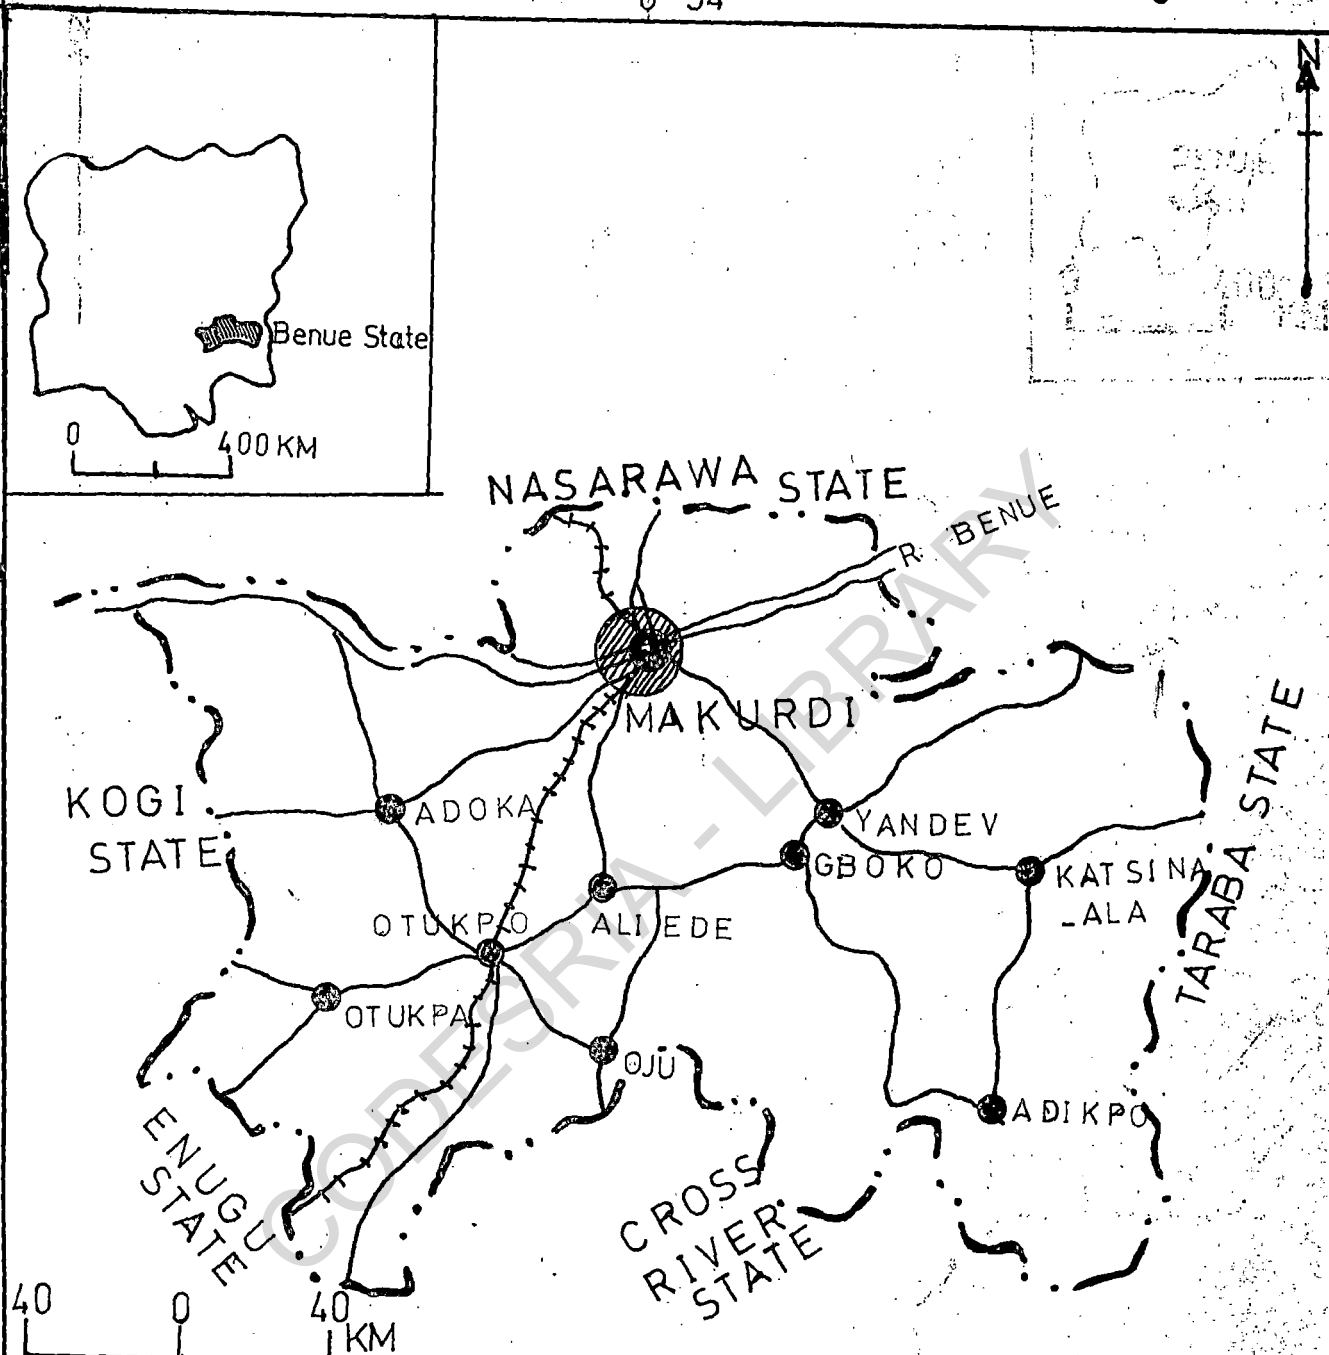 N
Benue State
0 400 KM
NASARAWA STATE
R. BENUE
MAKURDI
KOGI
STATE
ADOKA
YANDEV
GBOKO
KATSINA
-ALA
TARABA STATE
OTUKPO
ALIEDE
OTUKPA
OJU
ADIKPO
ENUGU
STATE
CROSS
RIVER
STATE
40 0 40
KM
CODESRIA - LIBRARY